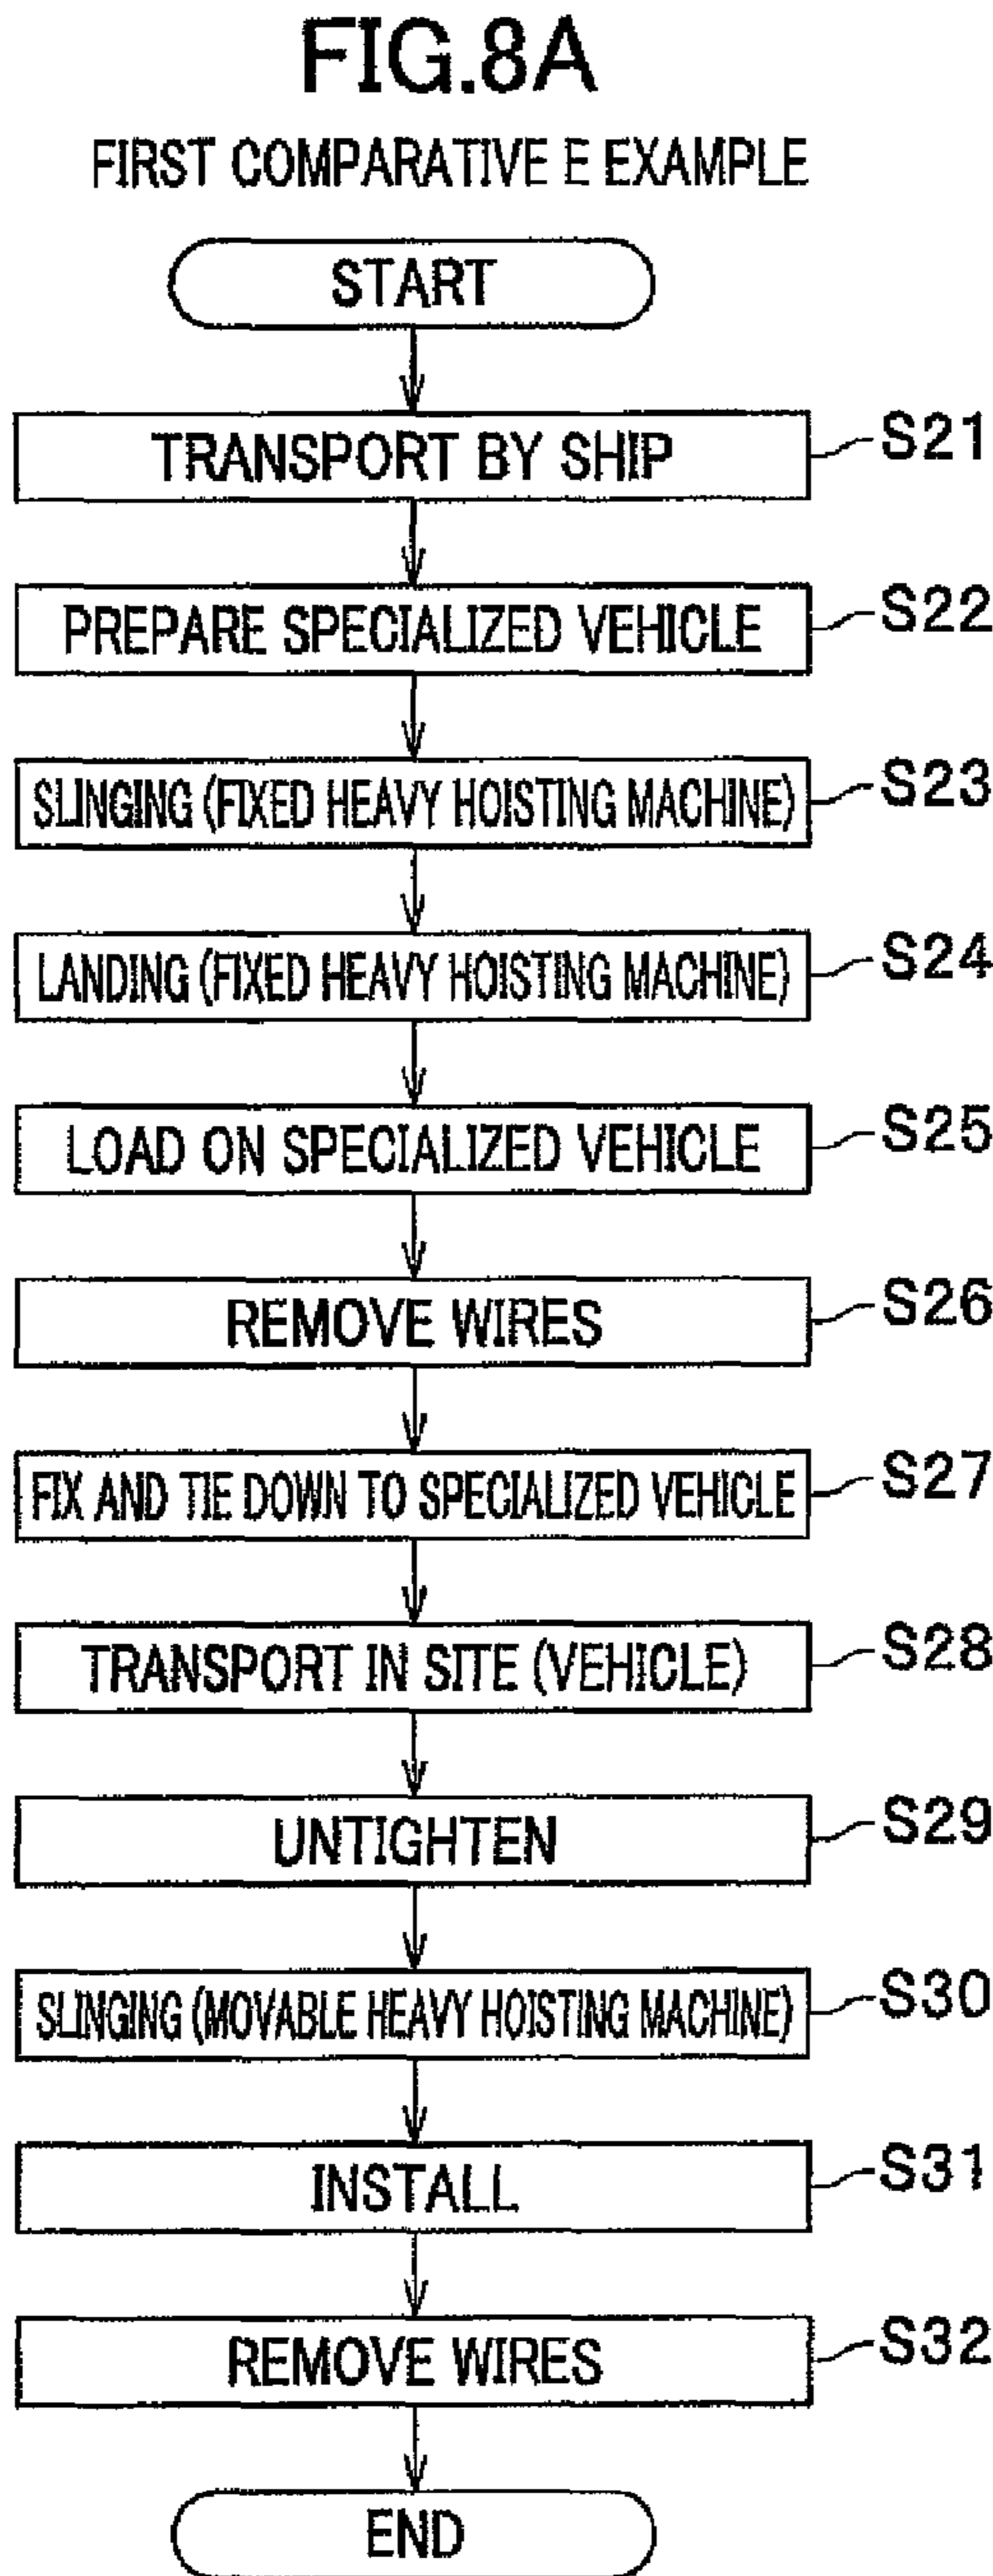 FIG.8A
FIRST COMPARATIVE E EXAMPLE
START
TRANSPORT BY SHIP
S21
PREPARE SPECIALIZED VEHICLE
S22
SLINGING (FIXED HEAVY HOISTING MACHINE)
S23
LANDING (FIXED HEAVY HOISTING MACHINE)
S24
LOAD ON SPECIALIZED VEHICLE
S25
REMOVE WIRES
S26
FIX AND TIE DOWN TO SPECIALIZED VEHICLE
S27
TRANSPORT IN SITE (VEHICLE)
S28
UNTIGHTEN
S29
SLINGING (MOVABLE HEAVY HOISTING MACHINE)
S30
INSTALL
S31
REMOVE WIRES
S32
END